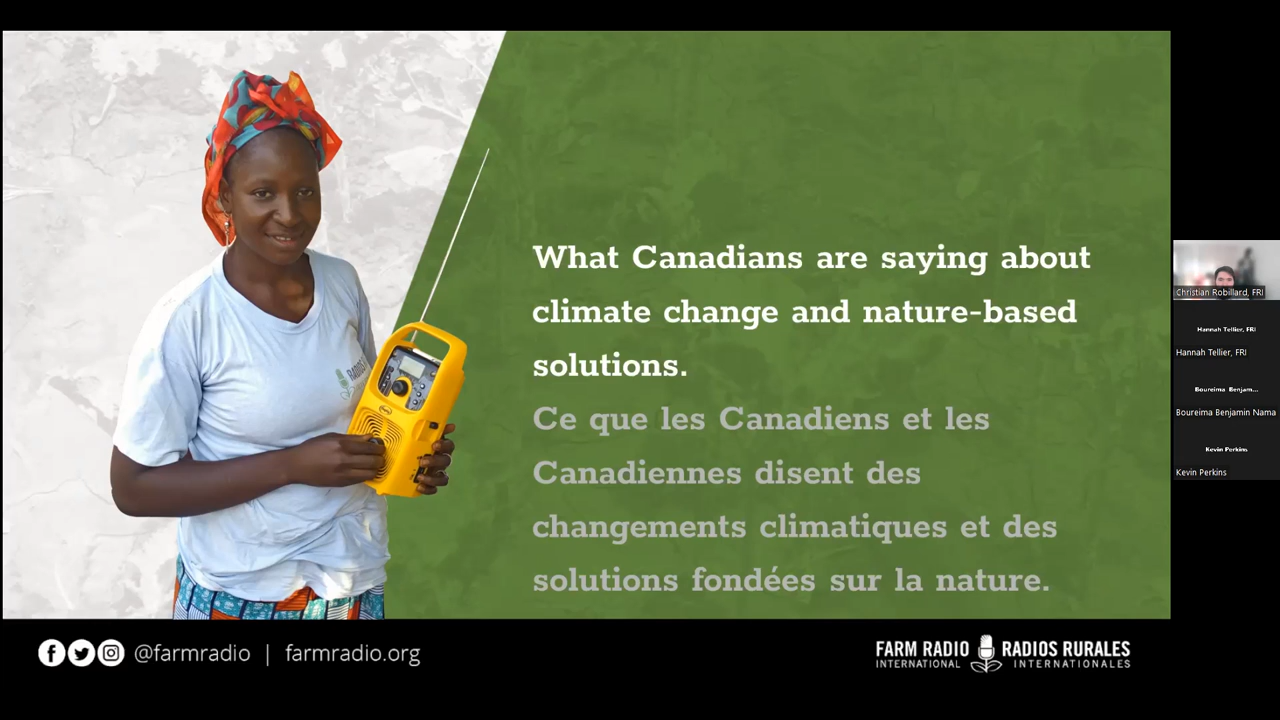 What Canadians are saying about
climate change and nature-based
solutions.
Ce que les Canadiens et les
Canadiennes disent des
changements climatiques et des
solutions fondées sur la nature.
@farmradio | farmradio.org
FARM RADIO
INTERNATIONAL
RADIOS RURALES
INTERNATIONALES
Christian Robillard, FRI
Hannah Tellier, FRI
Hannah Tellier, FRI
Boureima Benjam...
Boureima Benjamin Nama
Kevin Perkins
Kevin Perkins